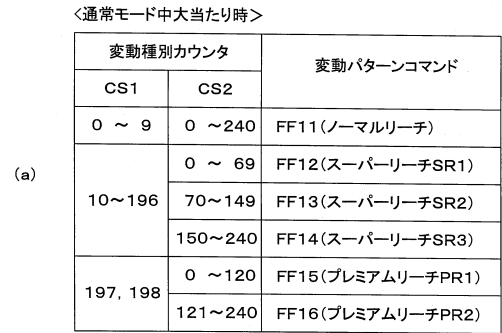 <通常モード中大当たり時>
変動種別カウンタ 変動パターンコマンド
CS1 CS2
0 ~ 9 0 ~240 FF11(ノーマルリーチ)
(a)
10~196 0 ~ 69 FF12(スーパーリーチSR1)
70~149 FF13(スーパーリーチSR2)
150~240 FF14(スーパーリーチSR3)
197, 198 0 ~120 FF15(プレミアムリーチPR1)
121~240 FF16(プレミアムリーチPR2)